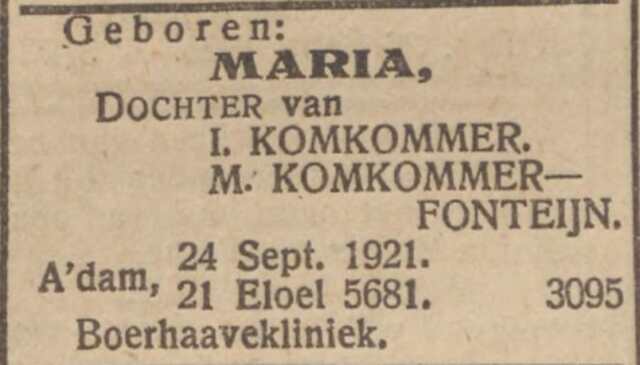 Geboren:
MARIA,
DOCHTER van
I. KOMKOMMER.
M. KOMKOMMER—
FONTEIJN.
A'dam, 24 Sept. 1921.
21 Eloel 5681. 3095
Boerhaavekliniek.